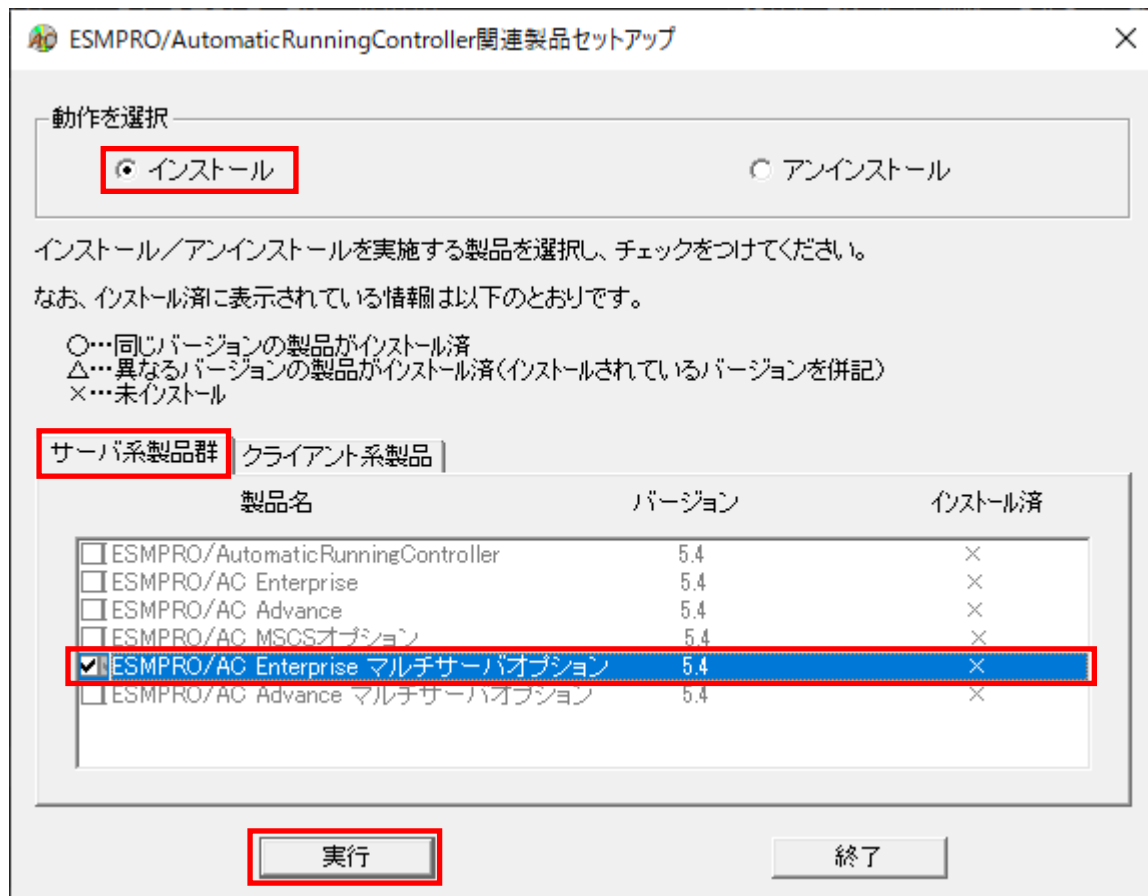 ESMPRO/AutomaticRunningController関連製品セットアップ
動作を選択
インストール アンインストール
インストール／アンインストールを実施する製品を選択し、チェックをつけてください。
なお、インストール済に表示されている情報は以下のとおりです。
○…同じバージョンの製品がインストール済
△…異なるバージョンの製品がインストール済(インストールされているバージョンを併記)
×…未インストール
サーバ系製品群 クライアント系製品
製品名 バージョン インストール済
ESMPRO/AutomaticRunningController 5.4 ×
ESMPRO/AC Enterprise 5.4 ×
ESMPRO/AC Advance 5.4 ×
ESMPRO/AC MSCSオプション 5.4 ×
ESMPRO/AC Enterprise マルチサーバオプション 5.4 ×
ESMPRO/AC Advance マルチサーバオプション 5.4 ×
実行 終了